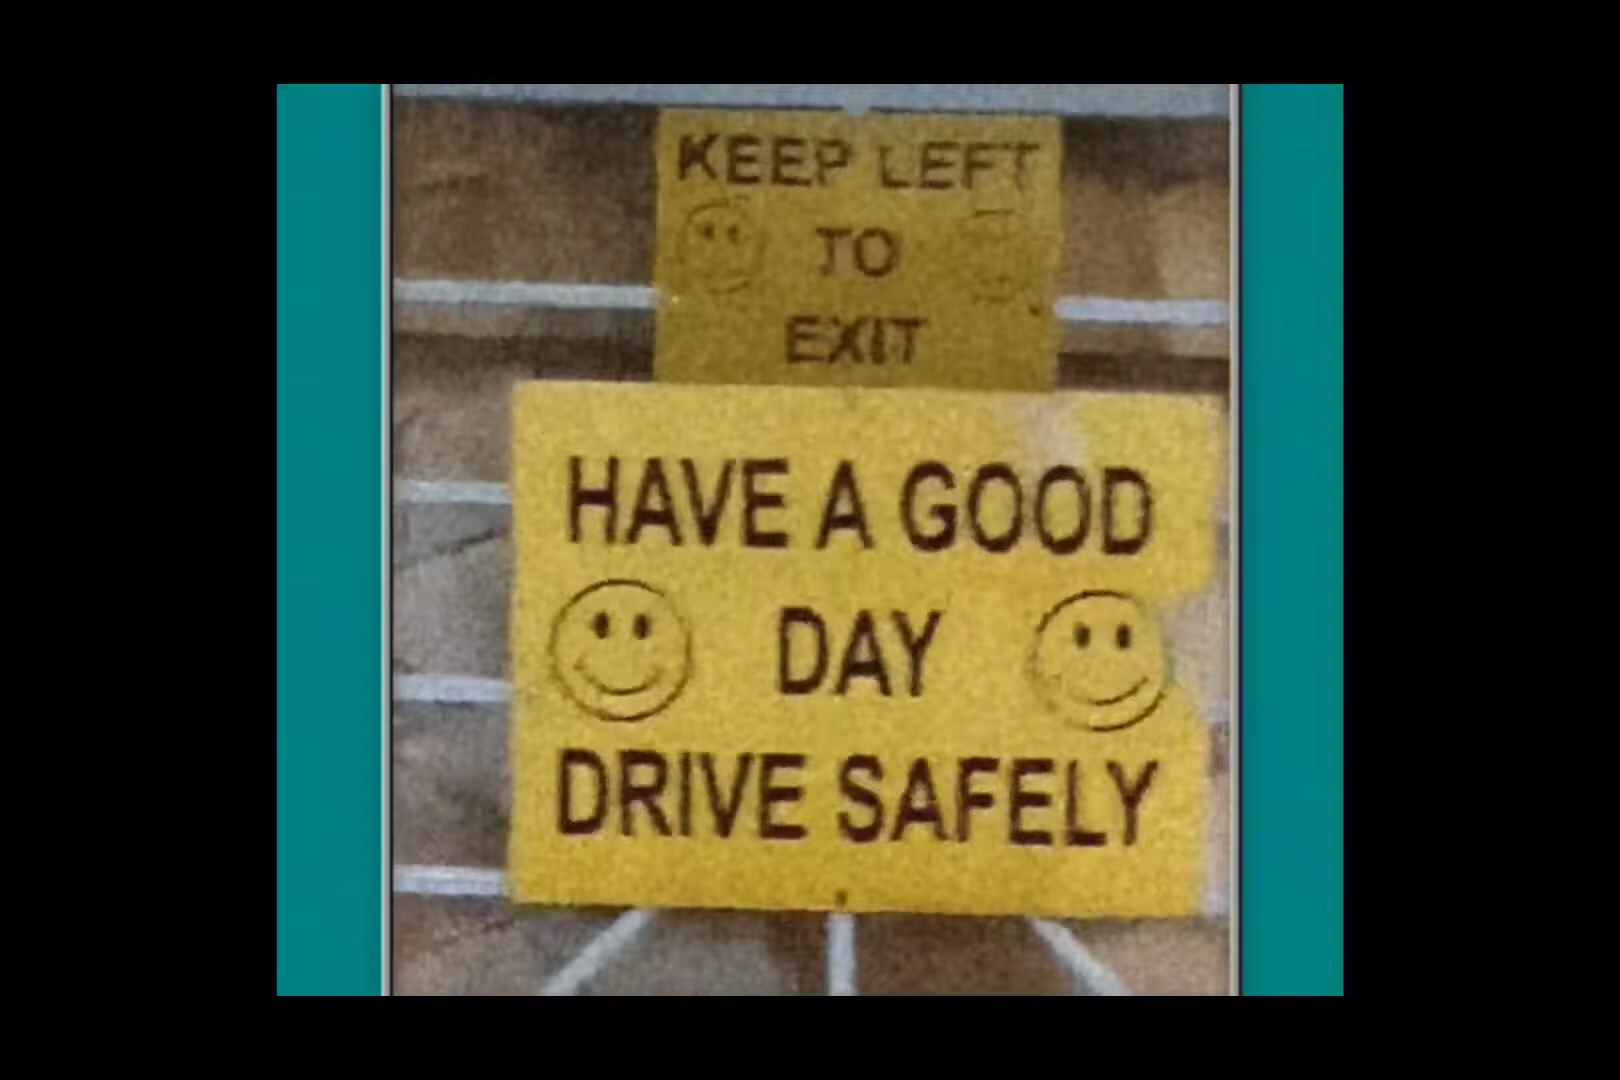 KEEP LEFT
TO
EXIT
HAVE A GOOD
DAY
DRIVE SAFELY